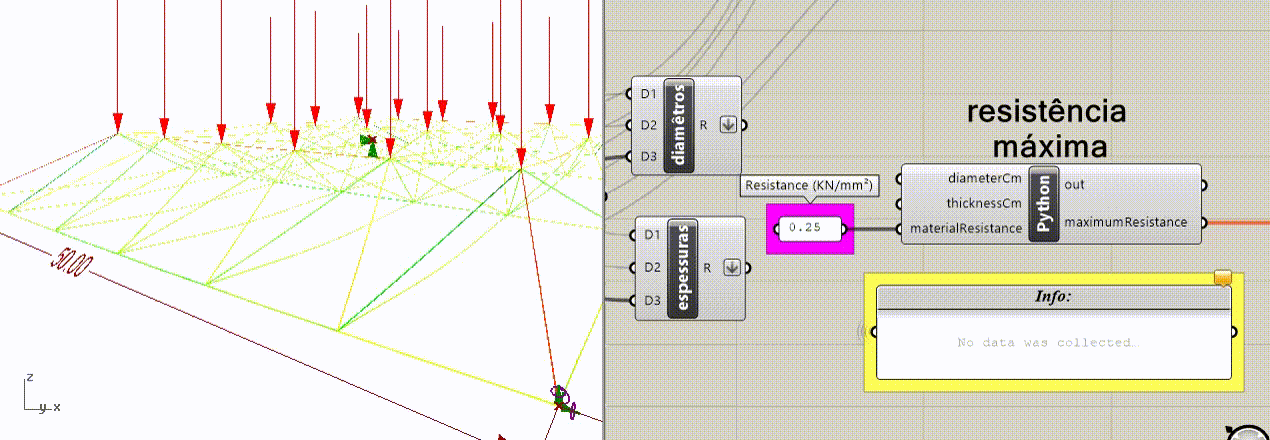 50.00
z
y x
D1
D2
D3
diamêtros
R
D1
D2
D3
espessuras
R
Resistance (KN/mm²)
0.25
resistência
máxima
diameterCm
thicknessCm
materialResistance
Python
out
maximumResistance
Info:
No data was collected…